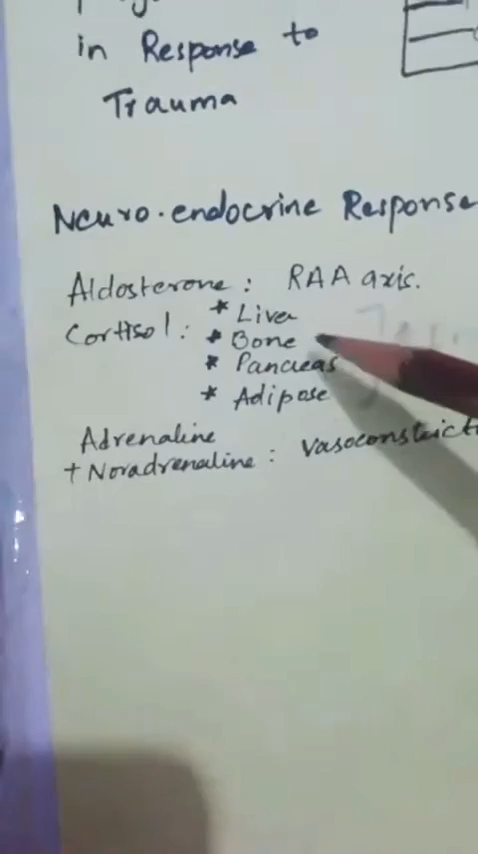 in Response to
Trauma
Neuro-endocrine Response
Aldosterone: RAA axis.
Cortisol: * Liver
* Bone
* Pancreas
* Adipose
Adrenaline
+ Noradrenaline: Vasoconstrict